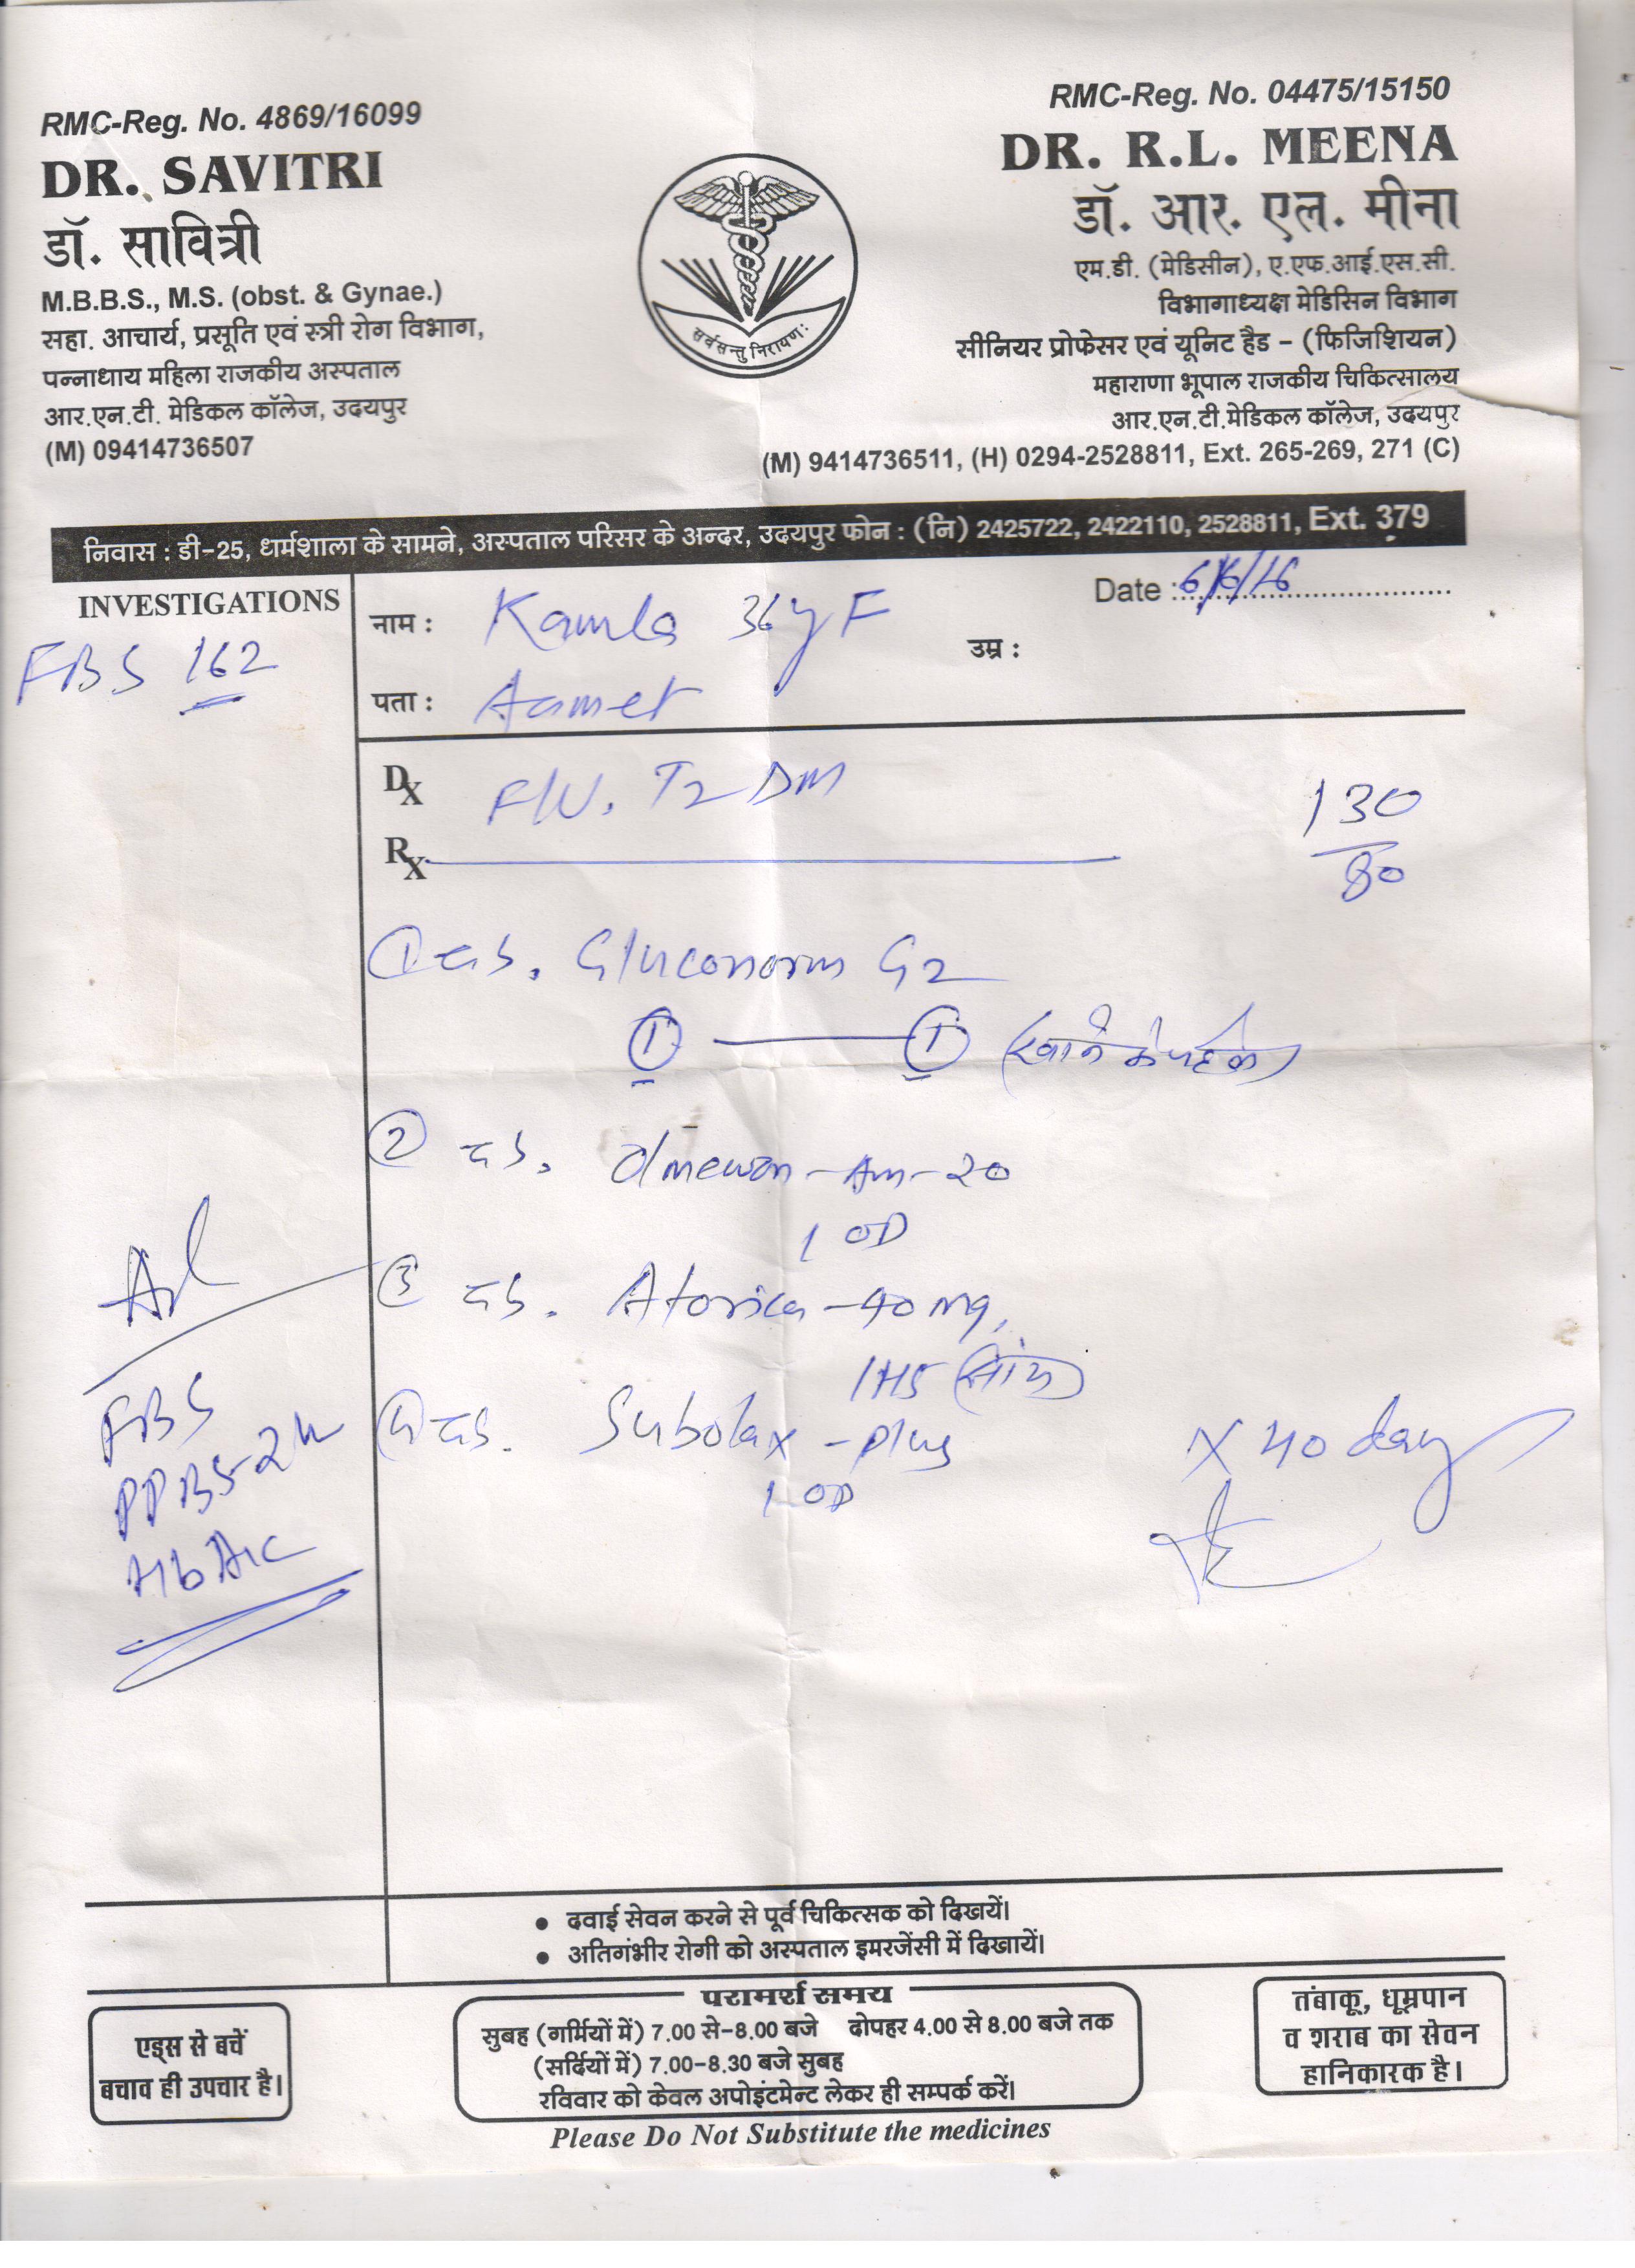 RMC-Reg. No. 4869/16099
DR. SAVITRI
डॉ. सावित्री
M.B.B.S., M.S. (obst. & Gynae.)
सहा. आचार्य, प्रसूति एवं स्त्री रोग विभाग,
पन्नाधाय महिला राजकीय अस्पताल
आर.एन.टी. मेडिकल कॉलेज, उदयपुर
(M) 09414736507
सर्वेसन्तु निरायणः
RMC-Reg. No. 04475/15150
DR. R.L. MEENA
डॉ. आर. एल. मीना
एम.डी. (मेडिसीन), ए.एफ.आई.एस.सी.
विभागाध्यक्ष मेडिसिन विभाग
सीनियर प्रोफेसर एवं यूनिट हैड - (फिजिशियन)
महाराणा भूपाल राजकीय चिकित्सालय
आर.एन.टी.मेडिकल कॉलेज, उदयपुर
(M) 9414736511, (H) 0294-2528811, Ext. 265-269, 271 (C)
निवास : डी-25, धार्मशाला के सामने, अस्पताल परिसर के अन्दर, उदयपुर फोन : (नि) 2425722, 2422110, 2528811, Ext. 379
INVESTIGATIONS
FBS 162
Date : 6/6/16
नाम : Kamla 36y F
उम्र :
पता : Aamet
Dx F/U. T2DM
130
80
Rx
① Tab. Gluconorm G2
① — ① (खाने के पहले)
② Tab. Olmewin-Am-20
1 OD
③ Tab. Atorica-40mg,
1 HS (सांय)
④ Tab. Subolax-plus
1 OD
X 40 day
FBS
PPBS-2h
HbA1c
• दवाई सेवन करने से पूर्व चिकित्सक को दिखयें।
• अतिगंभीर रोगी को अस्पताल इमरजेंसी में दिखायें।
एड्स से बचें
बचाव ही उपचार है।
परामर्श समय
सुबह (गर्मियों में) 7.00 से-8.00 बजे दोपहर 4.00 से 8.00 बजे तक
(सर्दियों में) 7.00-8.30 बजे सुबह
रविवार को केवल अपोइंटमेन्ट लेकर ही सम्पर्क करें।
तंबाकू, धूम्रपान
व शराब का सेवन
हानिकारक है।
Please Do Not Substitute the medicines